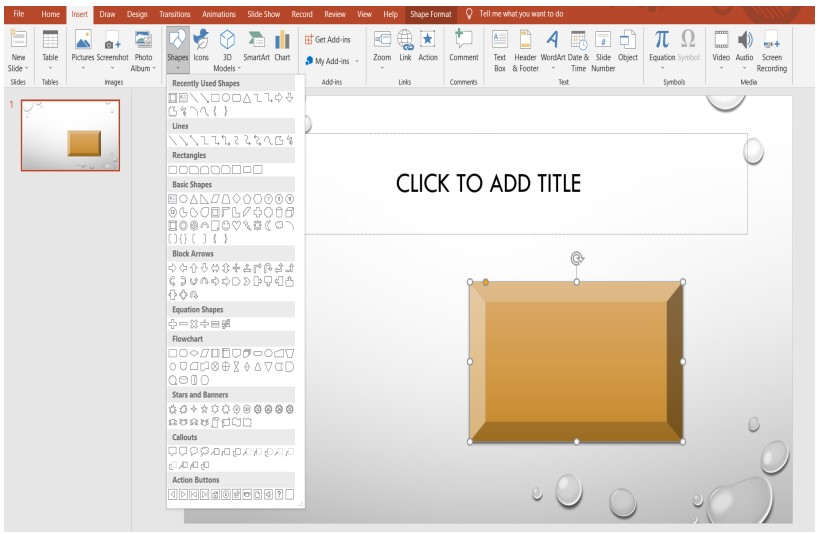 File Home Insert Draw Design Transitions Animations Slide Show Record Review View Help Shape Format Tell me what you want to do
New Slide
Table
Pictures
Screenshot
Photo Album
Shapes
Icons
3D Models
SmartArt
Chart
Get Add-ins
My Add-ins
Zoom
Link
Action
Comment
Text Box
Header & Footer
WordArt
Date & Time
Slide Number
Object
Equation
Symbol
Video
Audio
Screen Recording
Slides Tables Images Add-ins Links Comments Text Symbols Media
Recently Used Shapes
Lines
Rectangles
Basic Shapes
Block Arrows
Equation Shapes
Flowchart
Stars and Banners
Callouts
Action Buttons
1
CLICK TO ADD TITLE